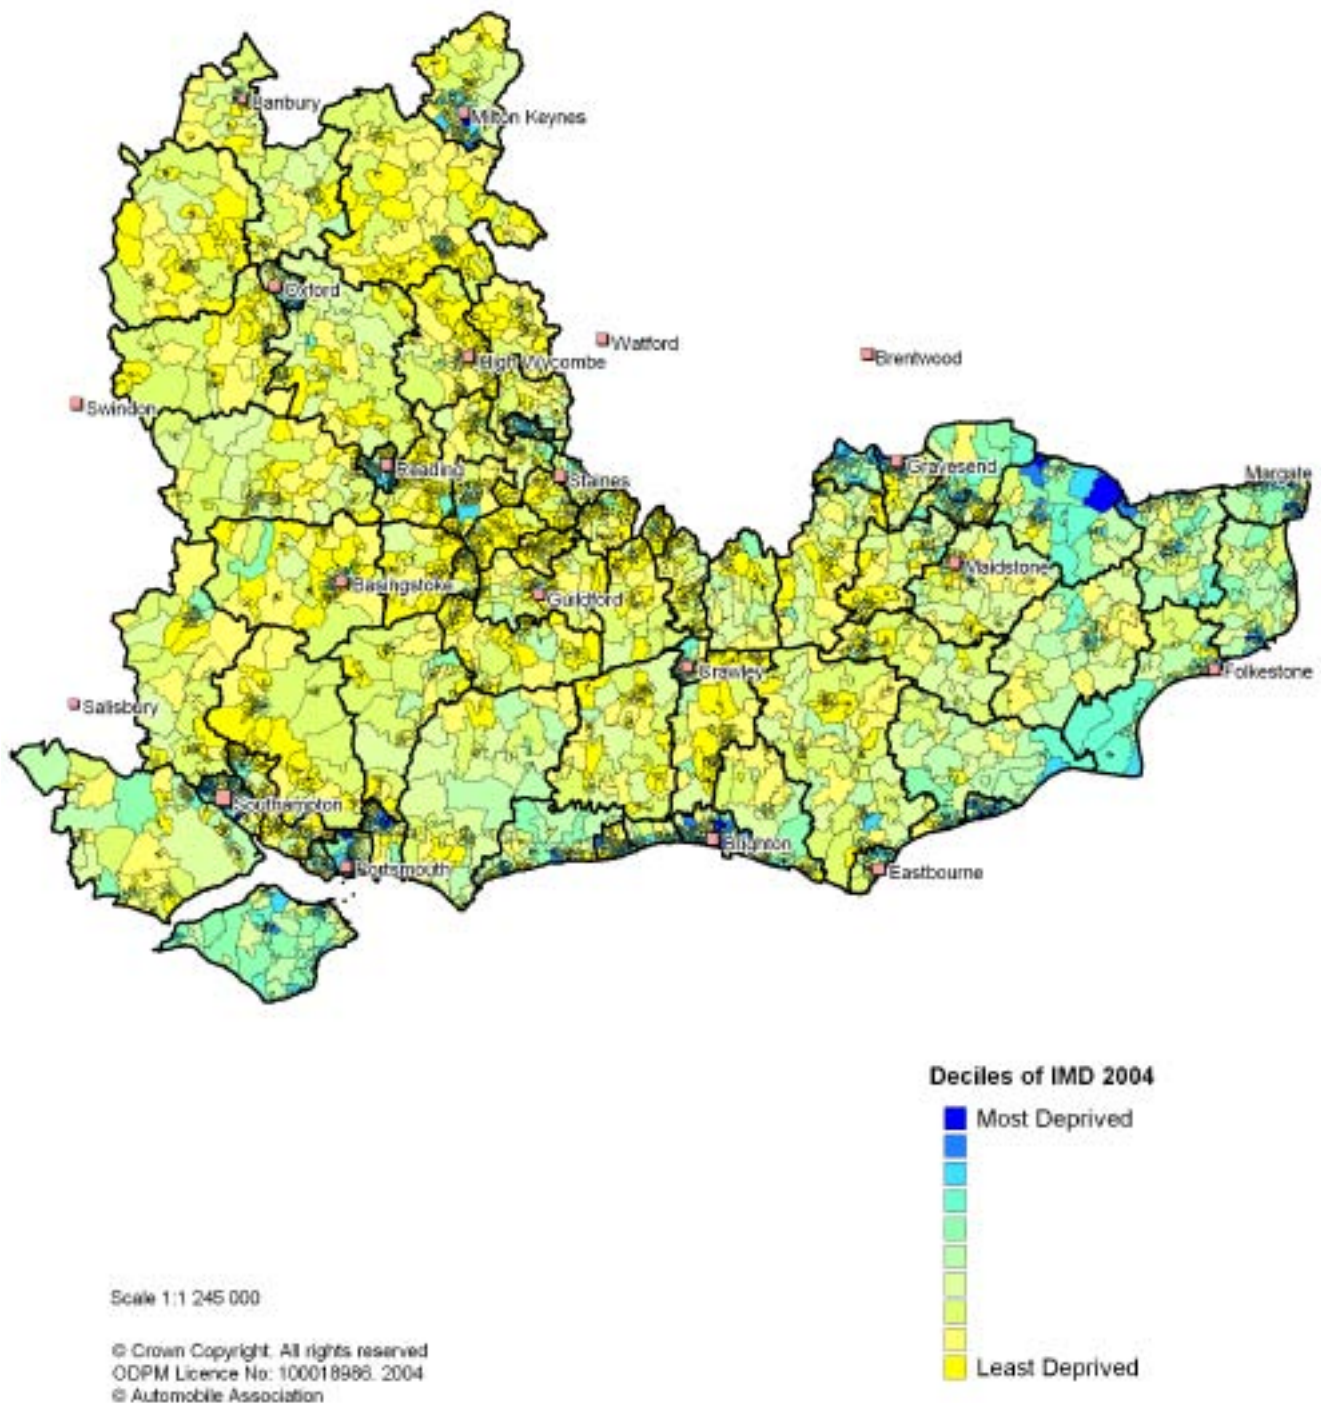 Banbury
Milton Keynes
Oxford
Watford
High Wycombe
Brentwood
Swindon
Reading
Staines
Gravesend
Margate
Basingstoke
Guildford
Maidstone
Crawley
Folkestone
Salisbury
Southampton
Portsmouth
Brighton
Eastbourne
Deciles of IMD 2004
Most Deprived
Least Deprived
Scale 1:1 245 000
© Crown Copyright. All rights reserved
ODPM Licence No: 100018986. 2004
© Automobile Association